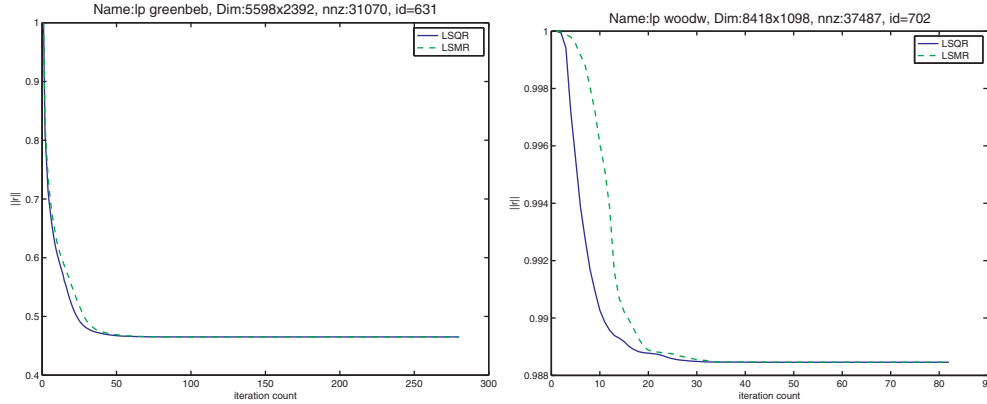 Name:lp greenbeb, Dim:5598x2392, nnz:31070, id=631
LSQR
LSMR
1
0.9
0.8
0.7
0.6
0.5
0.4
||r||
0 50 100 150 200 250 300
iteration count
Name:lp woodw, Dim:8418x1098, nnz:37487, id=702
LSQR
LSMR
1
0.998
0.996
0.994
0.992
0.99
0.988
||r||
0 10 20 30 40 50 60 70 80 90
iteration count